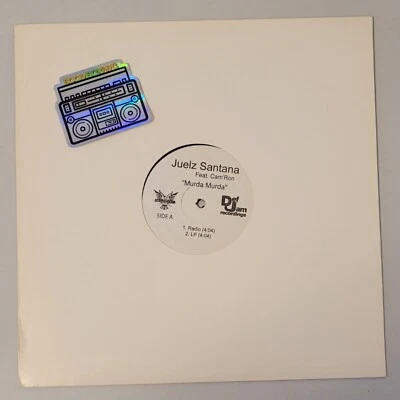 Juelz Santana
Feat. Cam'Ron
"Murda Murda"
SIDE A
Def Jam
recordings
1. Radio (4:04)
2. LP (4:04)